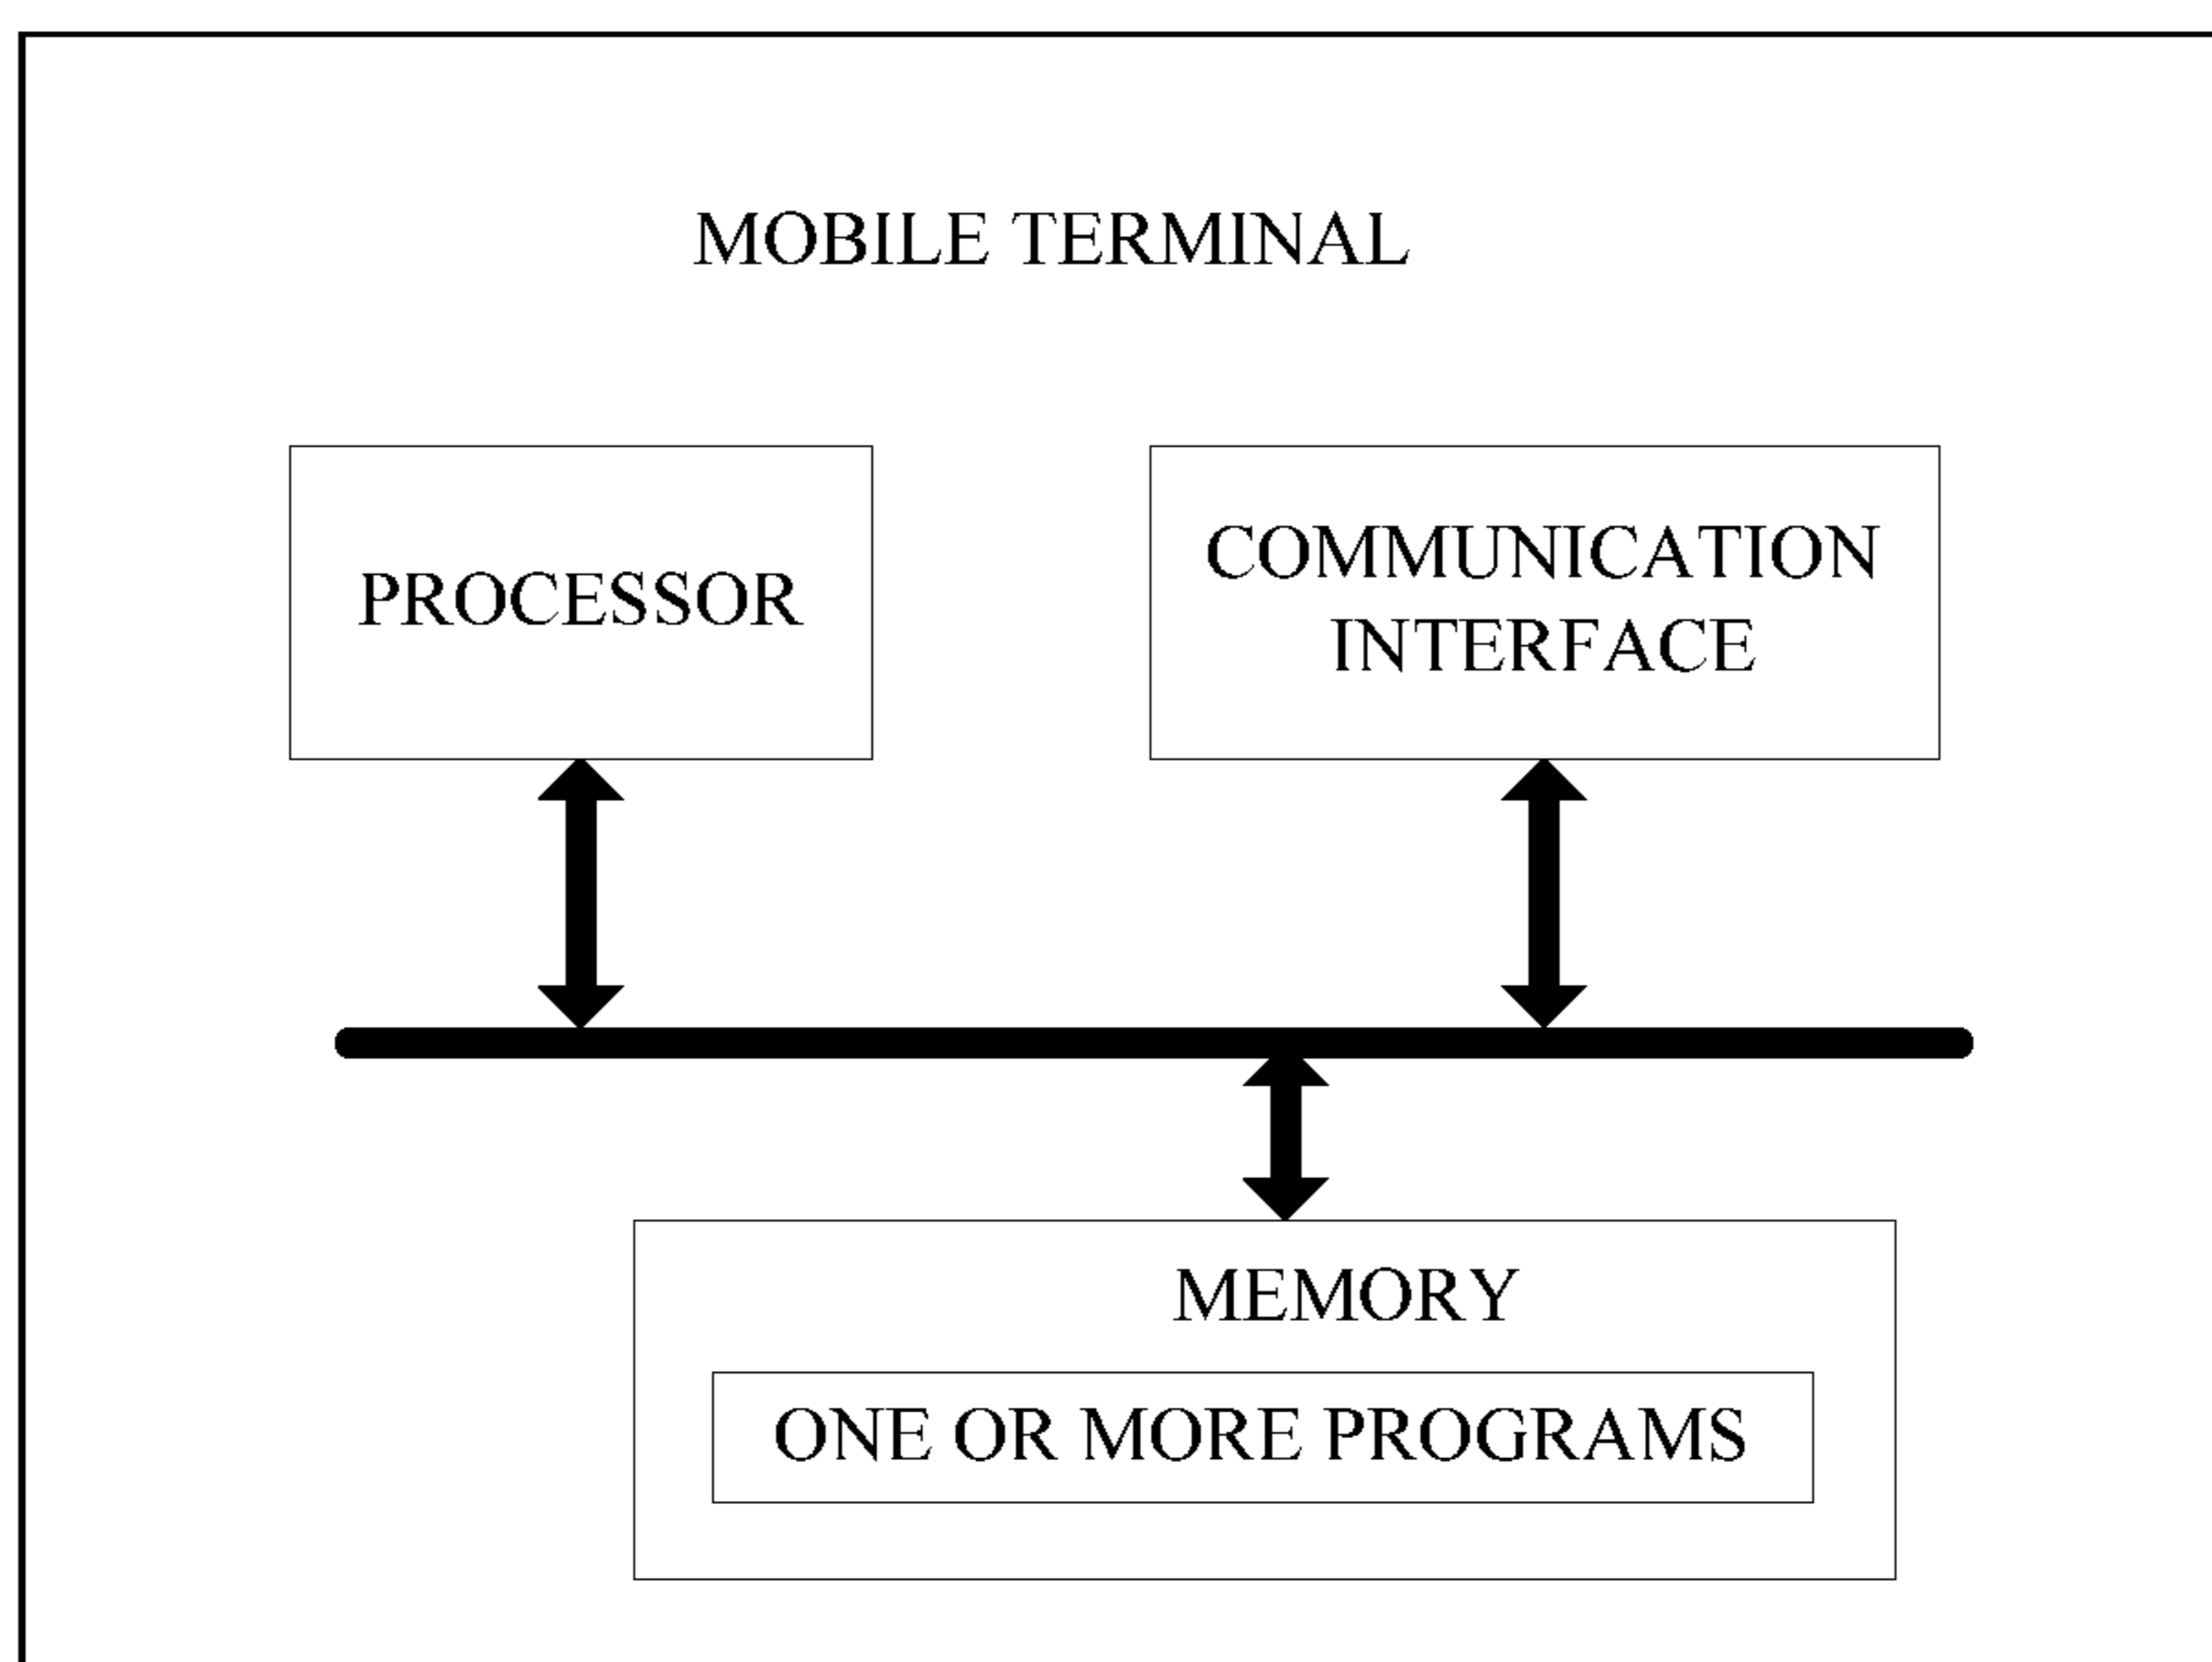 MOBILE TERMINAL
PROCESSOR
COMMUNICATION
INTERFACE
MEMORY
ONE OR MORE PROGRAMS